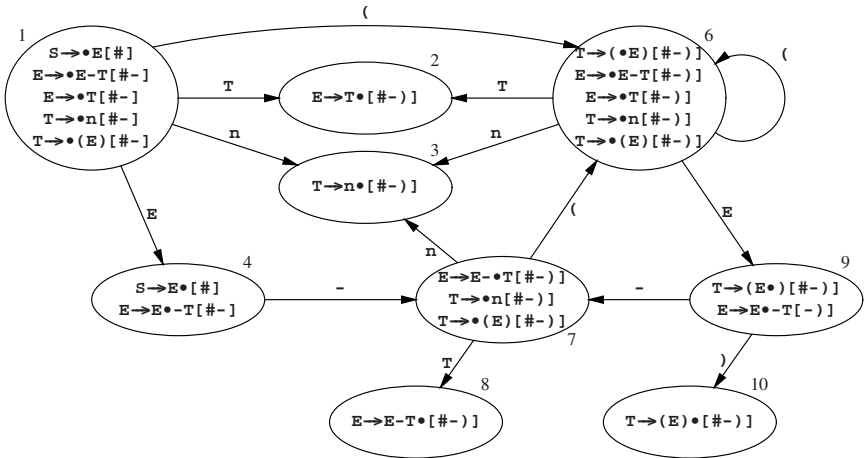 (
1
S→•E[#]
E→•E-T[#-]
E→•T[#-]
T→•n[#-]
T→•(E)[#-]
6
T→(•E)[#-)]
E→•E-T[#-)]
E→•T[#-)]
T→•n[#-)]
T→•(E)[#-)]
(
T
2
E→T•[#-)]
T
n
3
T→n•[#-)]
n
E
(
E
n
4
S→E•[#]
E→E•-T[#-]
-
E→E-•T[#-)]
T→•n[#-)]
T→•(E)[#-)]
7
-
9
T→(E•)[#-)]
E→E•-T[-)]
T
8
E→E-T•[#-)]
)
10
T→(E)•[#-)]